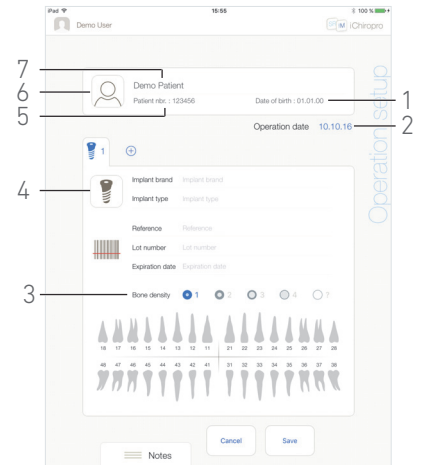 iPad 15:55 100 %
Demo User iChiropro
7 Demo Patient
6
5 Patient nbr. : 123456 Date of birth : 01.01.00 1
Operation date 10.10.16 2
Operation setup
1
4 Implant brand Implant brand
Implant type Implant type
Reference Reference
Lot number Lot number
Expiration date Expiration date
3 Bone density 1 2 3 4 ?
18 17 16 15 14 13 12 11 21 22 23 24 25 26 27 28
48 47 46 45 44 43 42 41 31 32 33 34 35 36 37 38
Cancel Save
Notes